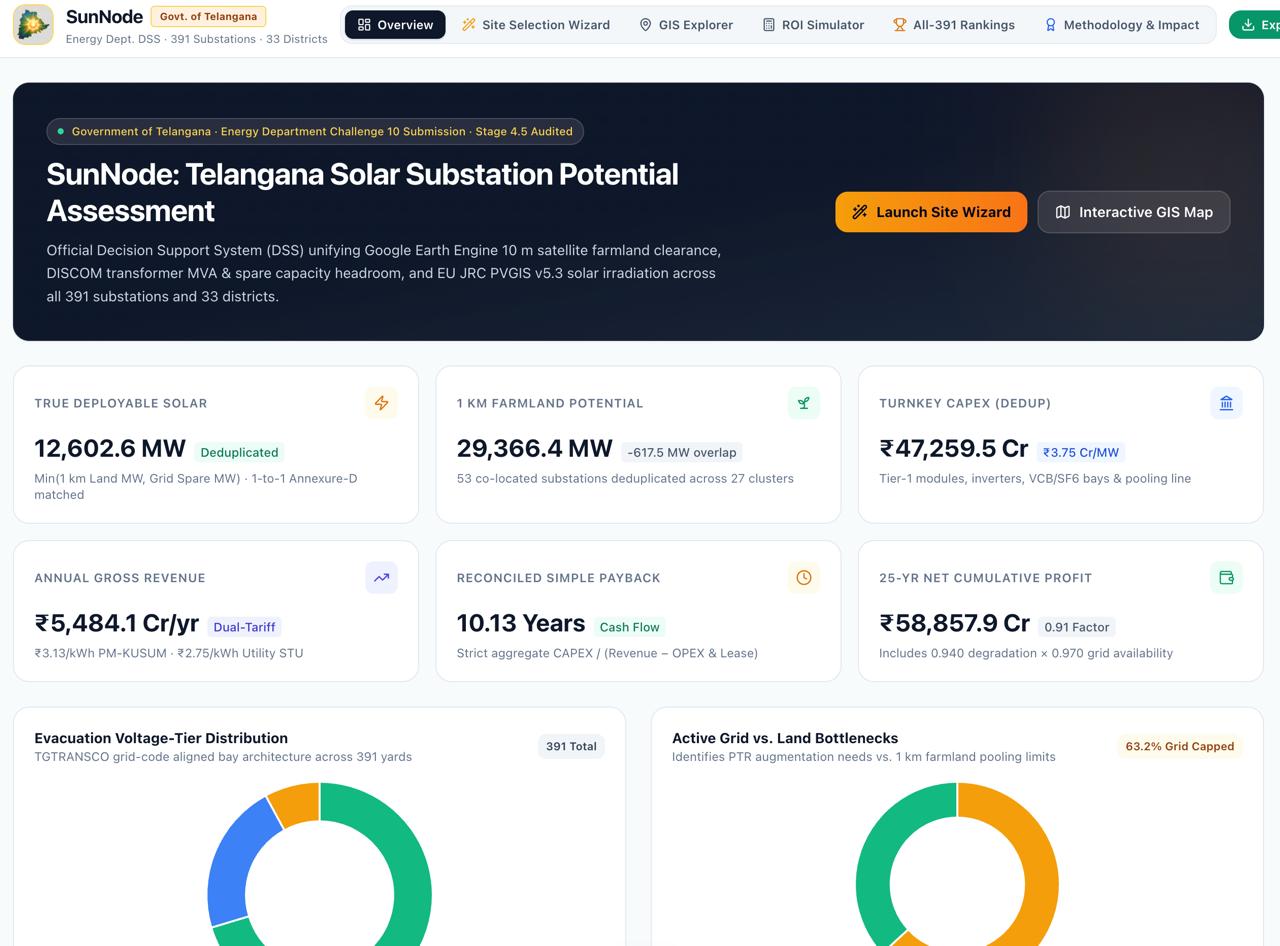 SunNode
Govt. of Telangana
Energy Dept. DSS · 391 Substations · 33 Districts
Overview
Site Selection Wizard
GIS Explorer
ROI Simulator
All-391 Rankings
Methodology & Impact
Exp
Government of Telangana · Energy Department Challenge 10 Submission · Stage 4.5 Audited
SunNode: Telangana Solar Substation Potential
Assessment
Official Decision Support System (DSS) unifying Google Earth Engine 10 m satellite farmland clearance,
DISCOM transformer MVA & spare capacity headroom, and EU JRC PVGIS v5.3 solar irradiation across
all 391 substations and 33 districts.
Launch Site Wizard
Interactive GIS Map
TRUE DEPLOYABLE SOLAR
12,602.6 MW Deduplicated
Min(1 km Land MW, Grid Spare MW) · 1-to-1 Annexure-D
matched
1 KM FARMLAND POTENTIAL
29,366.4 MW -617.5 MW overlap
53 co-located substations deduplicated across 27 clusters
TURNKEY CAPEX (DEDUP)
₹47,259.5 Cr ₹3.75 Cr/MW
Tier-1 modules, inverters, VCB/SF6 bays & pooling line
ANNUAL GROSS REVENUE
₹5,484.1 Cr/yr Dual-Tariff
₹3.13/kWh PM-KUSUM · ₹2.75/kWh Utility STU
RECONCILED SIMPLE PAYBACK
10.13 Years Cash Flow
Strict aggregate CAPEX / (Revenue − OPEX & Lease)
25-YR NET CUMULATIVE PROFIT
₹58,857.9 Cr 0.91 Factor
Includes 0.940 degradation × 0.970 grid availability
Evacuation Voltage-Tier Distribution
TGTRANSCO grid-code aligned bay architecture across 391 yards
391 Total
Active Grid vs. Land Bottlenecks
Identifies PTR augmentation needs vs. 1 km farmland pooling limits
63.2% Grid Capped